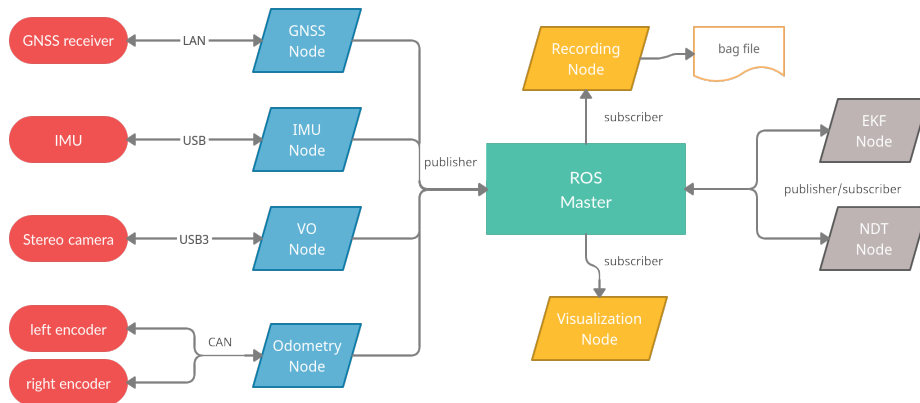 GNSS receiver
LAN
GNSS
Node
IMU
USB
IMU
Node
Stereo camera
USB3
VO
Node
left encoder
right encoder
CAN
Odometry
Node
publisher
Recording
Node
bag file
subscriber
ROS
Master
subscriber
Visualization
Node
EKF
Node
publisher/subscriber
NDT
Node